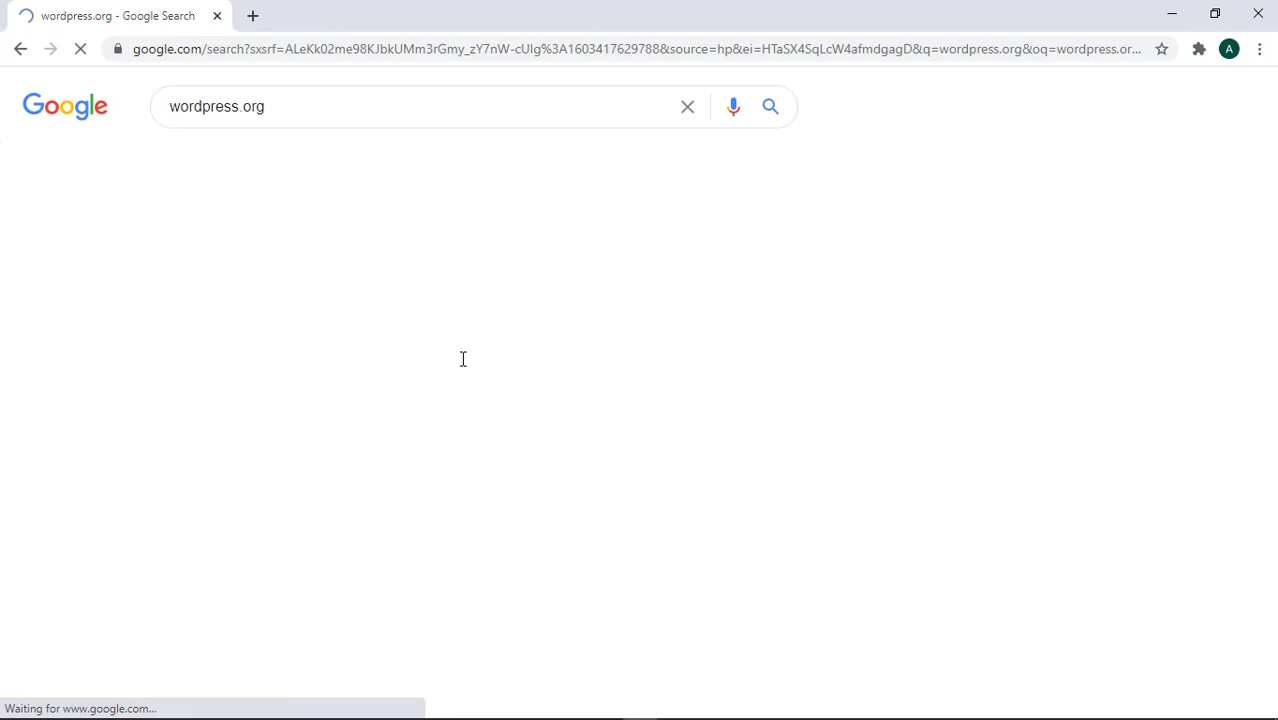 wordpress.org - Google Search
google.com/search?sxsrf=ALeKk02me98KJbkUMm3rGmy_zY7nW-cUlg%3A1603417629788&source=hp&ei=HTaSX4SqLcW4afmdgagD&q=wordpress.org&oq=wordpress.or...
A
Google
wordpress.org
Waiting for www.google.com...